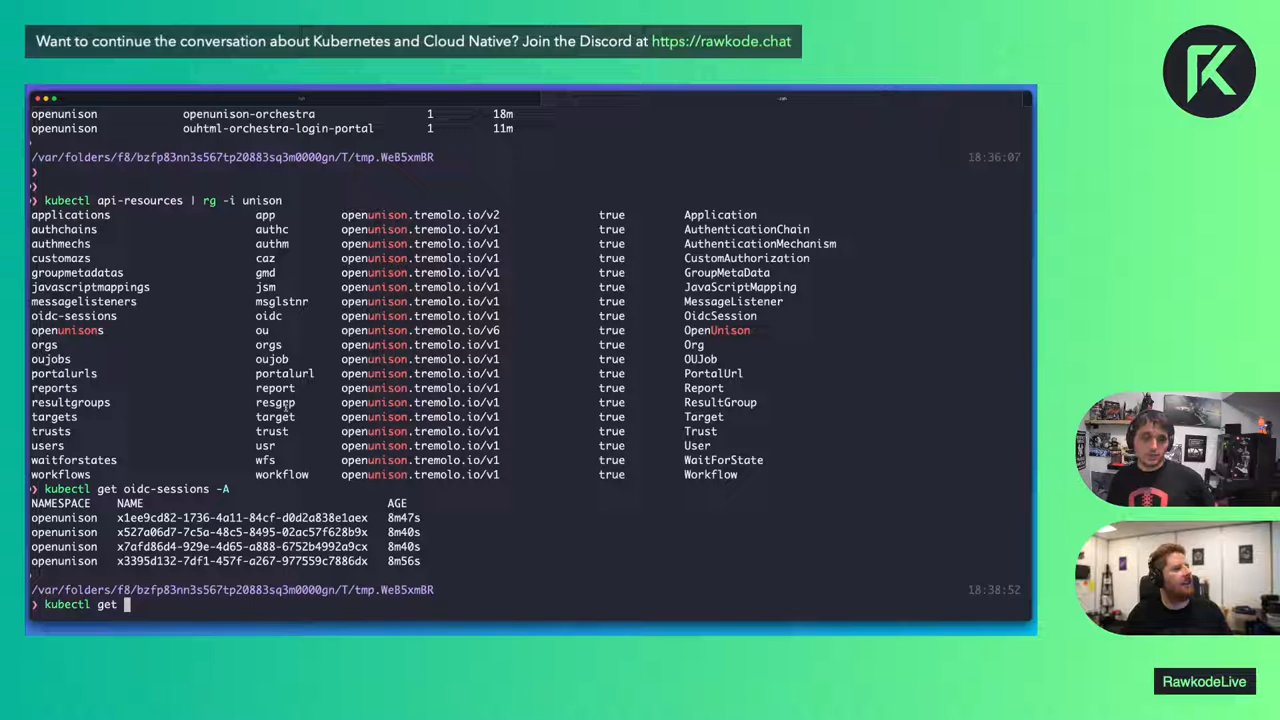 Want to continue the conversation about Kubernetes and Cloud Native? Join the Discord at https://rawkode.chat
openunison openunison-orchestra 1 18m
openunison ouhtml-orchestra-login-portal 1 11m
/var/folders/f8/bzfp83nn3s567tp20883sq3m0000gn/T/tmp.WeB5xmBR 18:36:07
❯
❯
❯ kubectl api-resources | rg -i unison
applications app openunison.tremolo.io/v2 true Application
authchains authc openunison.tremolo.io/v1 true AuthenticationChain
authmechs authm openunison.tremolo.io/v1 true AuthenticationMechanism
customazs caz openunison.tremolo.io/v1 true CustomAuthorization
groupmetadatas gmd openunison.tremolo.io/v1 true GroupMetaData
javascriptmappings jsm openunison.tremolo.io/v1 true JavaScriptMapping
messagelisteners msglstnr openunison.tremolo.io/v1 true MessageListener
oidc-sessions oidc openunison.tremolo.io/v1 true OidcSession
openunisons ou openunison.tremolo.io/v6 true OpenUnison
orgs orgs openunison.tremolo.io/v1 true Org
oujobs oujob openunison.tremolo.io/v1 true OUJob
portalurls portalurl openunison.tremolo.io/v1 true PortalUrl
reports report openunison.tremolo.io/v1 true Report
resultgroups resgrp openunison.tremolo.io/v1 true ResultGroup
targets target openunison.tremolo.io/v1 true Target
trusts trust openunison.tremolo.io/v1 true Trust
users usr openunison.tremolo.io/v1 true User
waitforstates wfs openunison.tremolo.io/v1 true WaitForState
workflows workflow openunison.tremolo.io/v1 true Workflow
❯ kubectl get oidc-sessions -A
NAMESPACE NAME AGE
openunison x1ee9cd82-1736-4a11-84cf-d0d2a838e1aex 8m47s
openunison x527a06d7-7c5a-48c5-8495-02ac57f628b9x 8m40s
openunison x7afd86d4-929e-4d65-a888-6752b4992a9cx 8m40s
openunison x3395d132-7df1-457f-a267-977559c7886dx 8m56s
/var/folders/f8/bzfp83nn3s567tp20883sq3m0000gn/T/tmp.WeB5xmBR 18:38:52
❯ kubectl get
RawkodeLive